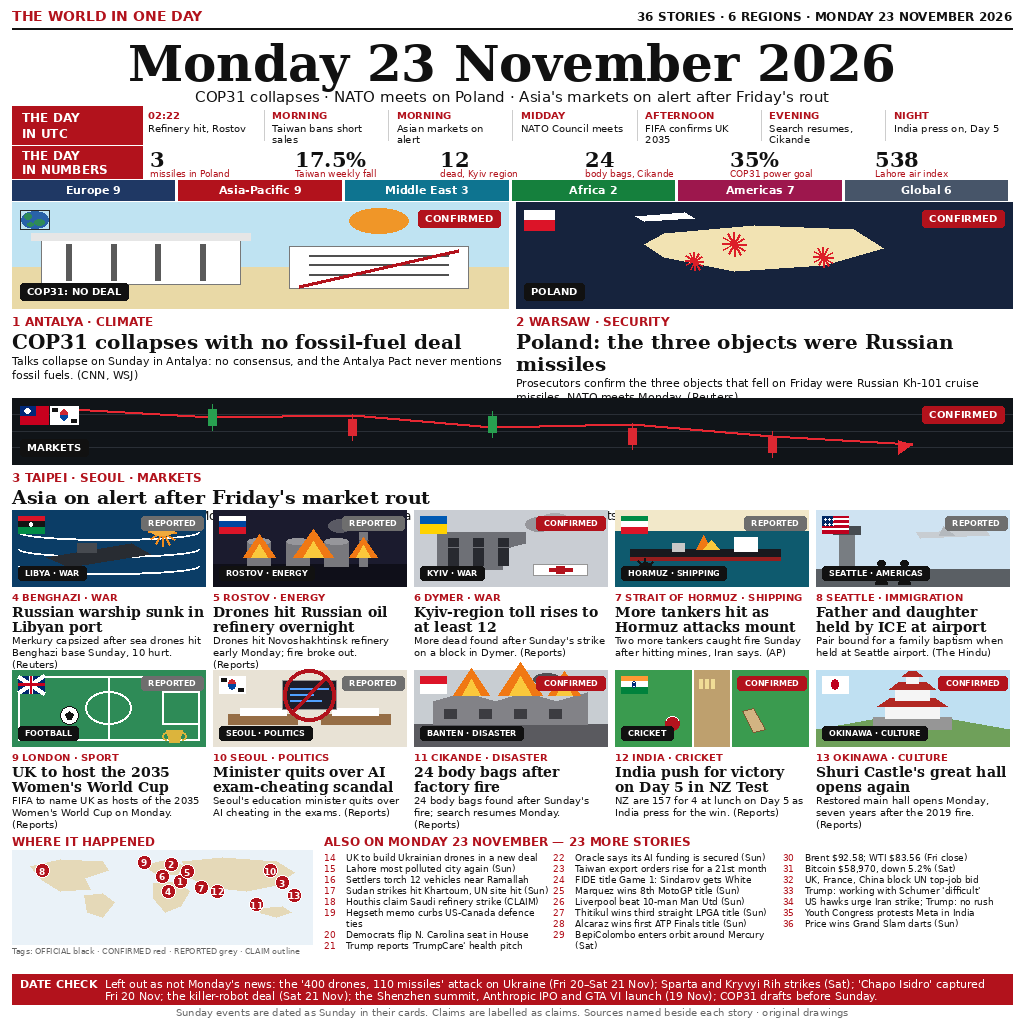 THE WORLD IN ONE DAY
36 STORIES · 6 REGIONS · MONDAY 23 NOVEMBER 2026
Monday 23 November 2026
COP31 collapses · NATO meets on Poland · Asia's markets on alert after Friday's rout
THE DAY
IN UTC
02:22
Refinery hit, Rostov
MORNING
Taiwan bans short
sales
MORNING
Asian markets on
alert
MIDDAY
NATO Council meets
AFTERNOON
FIFA confirms UK
2035
EVENING
Search resumes,
Cikande
NIGHT
India press on, Day 5
THE DAY
IN NUMBERS
3
missiles in Poland
17.5%
Taiwan weekly fall
12
dead, Kyiv region
24
body bags, Cikande
35%
COP31 power goal
538
Lahore air index
Europe 9
Asia-Pacific 9
Middle East 3
Africa 2
Americas 7
Global 6
CONFIRMED
COP31: NO DEAL
1 ANTALYA · CLIMATE
COP31 collapses with no fossil-fuel deal
Talks collapse on Sunday in Antalya: no consensus, and the Antalya Pact never mentions
fossil fuels. (CNN, WSJ)
CONFIRMED
POLAND
2 WARSAW · SECURITY
Poland: the three objects were Russian
missiles
Prosecutors confirm the three objects that fell on Friday were Russian Kh-101 cruise
missiles. NATO meets Monday. (Reuters)
CONFIRMED
MARKETS
3 TAIPEI · SEOUL · MARKETS
Asia on alert after Friday's market rout
REPORTED
LIBYA · WAR
4 BENGHAZI · WAR
Russian warship sunk in
Libyan port
Merkury capsized after sea drones hit
Benghazi base Sunday, 10 hurt.
(Reuters)
REPORTED
ROSTOV · ENERGY
5 ROSTOV · ENERGY
Drones hit Russian oil
refinery overnight
Drones hit Novoshakhtinsk refinery
early Monday; fire broke out.
(Reports)
CONFIRMED
KYIV · WAR
6 DYMER · WAR
Kyiv-region toll rises to
at least 12
More dead found after Sunday's strike
on a block in Dymer. (Reports)
REPORTED
HORMUZ · SHIPPING
7 STRAIT OF HORMUZ · SHIPPING
More tankers hit as
Hormuz attacks mount
Two more tankers caught fire Sunday
after hitting mines, Iran says. (AP)
REPORTED
SEATTLE · AMERICAS
8 SEATTLE · IMMIGRATION
Father and daughter
held by ICE at airport
Pair bound for a family baptism when
held at Seattle airport. (The Hindu)
REPORTED
FOOTBALL
9 LONDON · SPORT
UK to host the 2035
Women's World Cup
FIFA to name UK as hosts of the 2035
Women's World Cup on Monday.
(Reports)
REPORTED
SEOUL · POLITICS
10 SEOUL · POLITICS
Minister quits over AI
exam-cheating scandal
Seoul's education minister quits over
AI cheating in the exams. (Reports)
CONFIRMED
BANTEN · DISASTER
11 CIKANDE · DISASTER
24 body bags after
factory fire
24 body bags found after Sunday's
fire; search resumes Monday.
(Reports)
CONFIRMED
CRICKET
12 INDIA · CRICKET
India push for victory
on Day 5 in NZ Test
NZ are 157 for 4 at lunch on Day 5 as
India press for the win. (Reports)
CONFIRMED
OKINAWA · CULTURE
13 OKINAWA · CULTURE
Shuri Castle's great hall
opens again
Restored main hall opens Monday,
seven years after the 2019 fire.
(Reports)
WHERE IT HAPPENED
8
9
2
6
1
5
4
7
12
10
3
13
11
Tags: OFFICIAL black · CONFIRMED red · REPORTED grey · CLAIM outline
ALSO ON MONDAY 23 NOVEMBER — 23 MORE STORIES
14 UK to build Ukrainian drones in a new deal
15 Lahore most polluted city again (Sun)
16 Settlers torch 12 vehicles near Ramallah
17 Sudan strikes hit Khartoum, UN site hit (Sun)
18 Houthis claim Saudi refinery strike (CLAIM)
19 Hegseth memo curbs US-Canada defence
ties
20 Democrats flip N. Carolina seat in House
21 Trump reports 'TrumpCare' health pitch
22 Oracle says its AI funding is secured (Sun)
23 Taiwan export orders rise for a 21st month
24 FIDE title Game 1: Sindarov gets White
25 Marquez wins 8th MotoGP title (Sun)
26 Liverpool beat 10-man Man Utd (Sun)
27 Thitikul wins third straight LPGA title (Sun)
28 Alcaraz wins first ATP Finals title (Sun)
29 BepiColombo enters orbit around Mercury
(Sat)
30 Brent $92.58; WTI $83.56 (Fri close)
31 Bitcoin $58,970, down 5.2% (Sat)
32 UK, France, China block UN top-job bid
33 Trump: working with Schumer 'difficult'
34 US hawks urge Iran strike; Trump: no rush
35 Youth Congress protests Meta in India
36 Price wins Grand Slam darts (Sun)
DATE CHECK Left out as not Monday's news: the '400 drones, 110 missiles' attack on Ukraine (Fri 20–Sat 21 Nov); Sparta and Kryvyi Rih strikes (Sat); 'Chapo Isidro' captured
Fri 20 Nov; the killer-robot deal (Sat 21 Nov); the Shenzhen summit, Anthropic IPO and GTA VI launch (19 Nov); COP31 drafts before Sunday.
Sunday events are dated as Sunday in their cards. Claims are labelled as claims. Sources named beside each story · original drawings